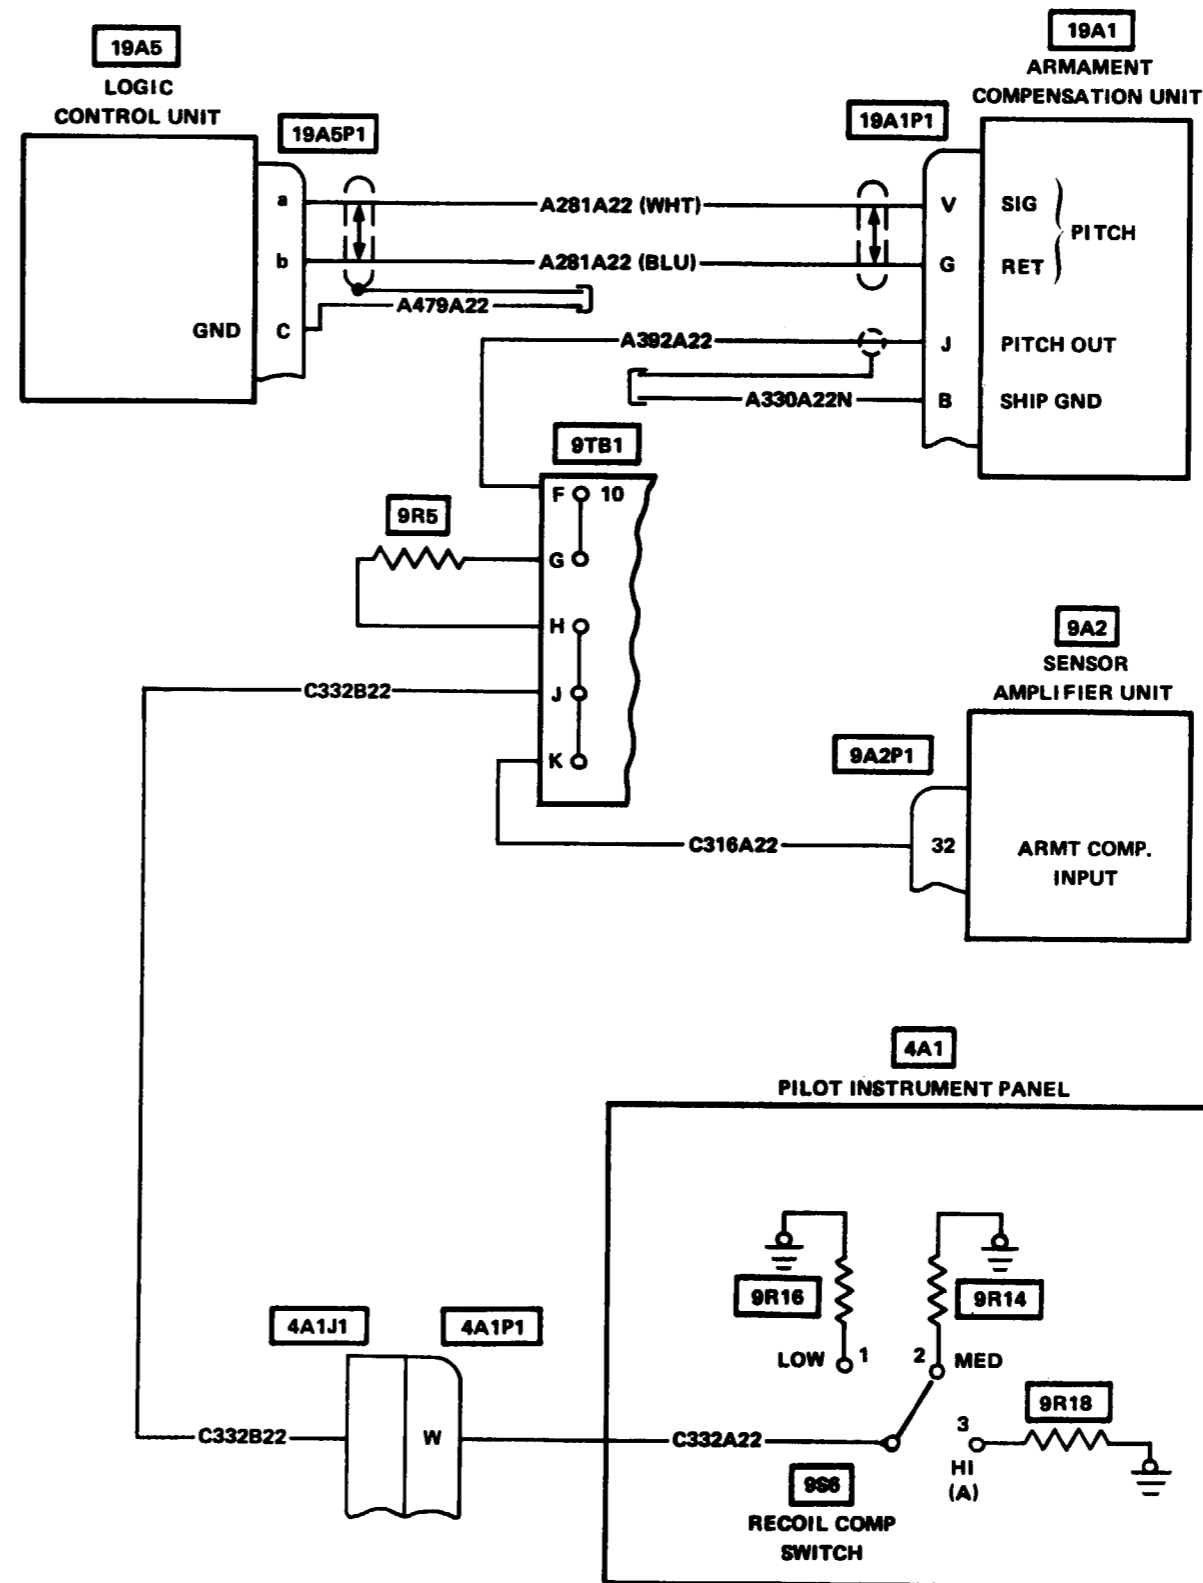 19A5
LOGIC
CONTROL UNIT
19A5P1
19A1
ARMAMENT
COMPENSATION UNIT
19A1P1
a
A281A22 (WHT)
V
SIG
PITCH
b
A281A22 (BLU)
G
RET
A479A22
GND
C
A392A22
J
PITCH OUT
A330A22N
B
SHIP GND
9TB1
F
10
9R5
G
H
C332B22
J
K
9A2
SENSOR
AMPLIFIER UNIT
9A2P1
C316A22
32
ARMT COMP.
INPUT
4A1
PILOT INSTRUMENT PANEL
9R16
9R14
LOW
1
2
MED
4A1J1
4A1P1
9R18
C332B22
W
C332A22
3
HI
(A)
9S6
RECOIL COMP
SWITCH